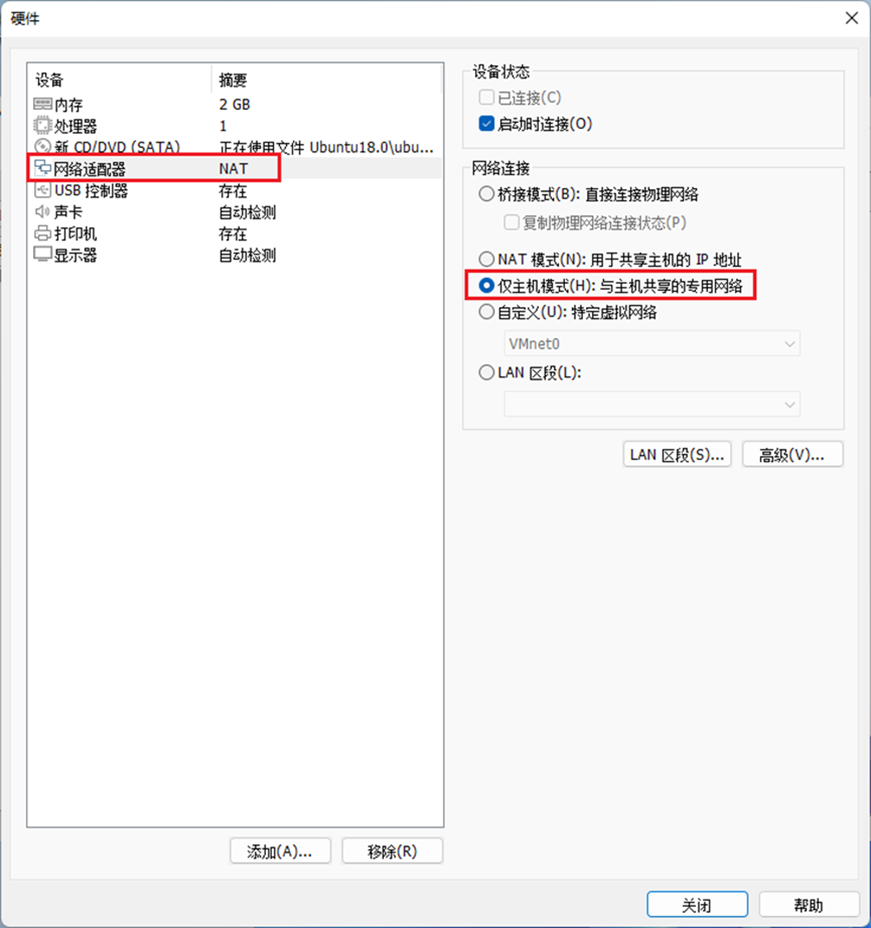 硬件
设备 摘要
内存 2 GB
处理器 1
新 CD/DVD (SATA) 正在使用文件 Ubuntu18.0\ubu...
网络适配器 NAT
USB 控制器 存在
声卡 自动检测
打印机 存在
显示器 自动检测
添加(A)... 移除(R)
设备状态
已连接(C)
启动时连接(O)
网络连接
桥接模式(B): 直接连接物理网络
复制物理网络连接状态(P)
NAT 模式(N): 用于共享主机的 IP 地址
仅主机模式(H): 与主机共享的专用网络
自定义(U): 特定虚拟网络
VMnet0
LAN 区段(L):
LAN 区段(S)... 高级(V)...
关闭 帮助